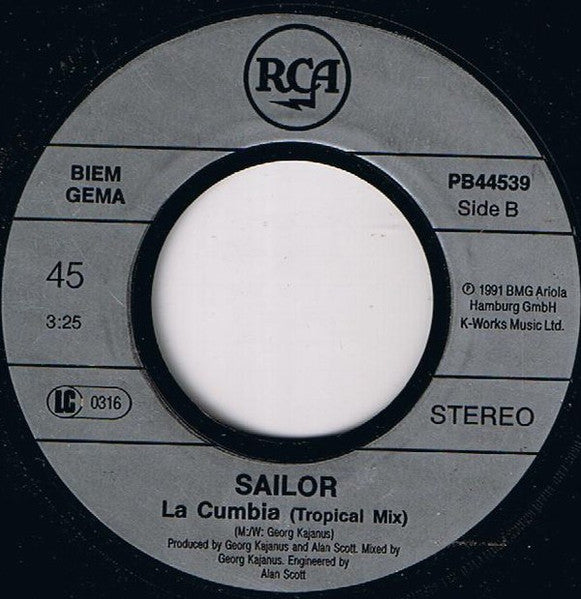 RCA
BIEM
GEMA
PB44539
Side B
45
3:25
℗ 1991 BMG Ariola
Hamburg GmbH
K-Works Music Ltd.
LC 0316
STEREO
SAILOR
La Cumbia (Tropical Mix)
(M:/W: Georg Kajanus)
Produced by Georg Kajanus and Alan Scott. Mixed by
Georg Kajanus. Engineered by
Alan Scott